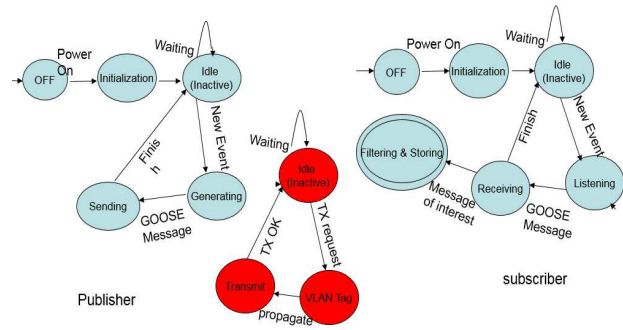 Waiting
Power
On
OFF
Initialization
Idle
(Inactive)
New Event
Generating
GOOSE
Message
Sending
Finis
h
Publisher
Waiting
Idle
(Inactive)
TX request
VLAN Tag
propagate
Transmit
TX OK
Waiting
Power On
OFF
Initialization
Idle
(Inactive)
New Event
Listening
GOOSE
Message
Receiving
Finish
Message
of interest
Filtering & Storing
subscriber